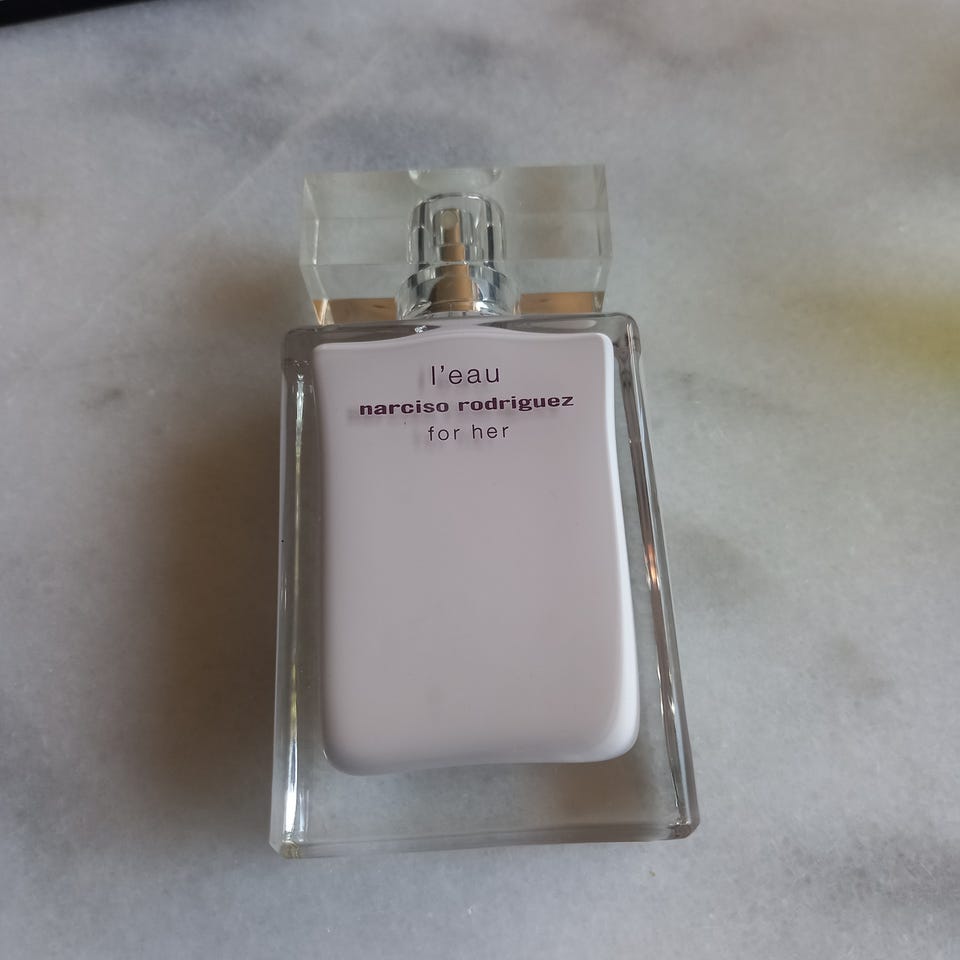 l'eau
narciso rodriguez
for her